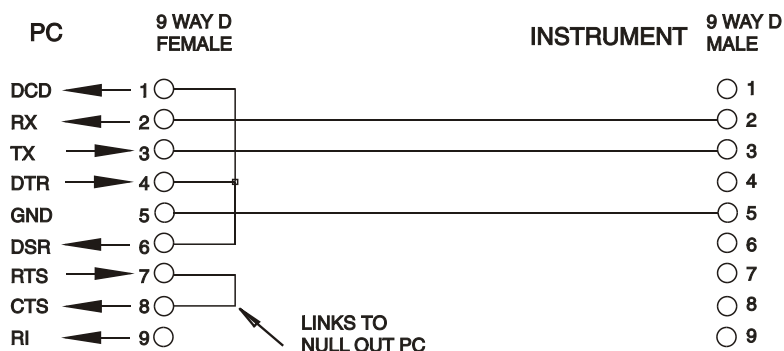 PC
9 WAY D
FEMALE
INSTRUMENT
9 WAY D
MALE
DCD 1 1
RX 2 2
TX 3 3
DTR 4 4
GND 5 5
DSR 6 6
RTS 7 7
CTS 8 8
RI 9 9
LINKS TO
NULL OUT PC